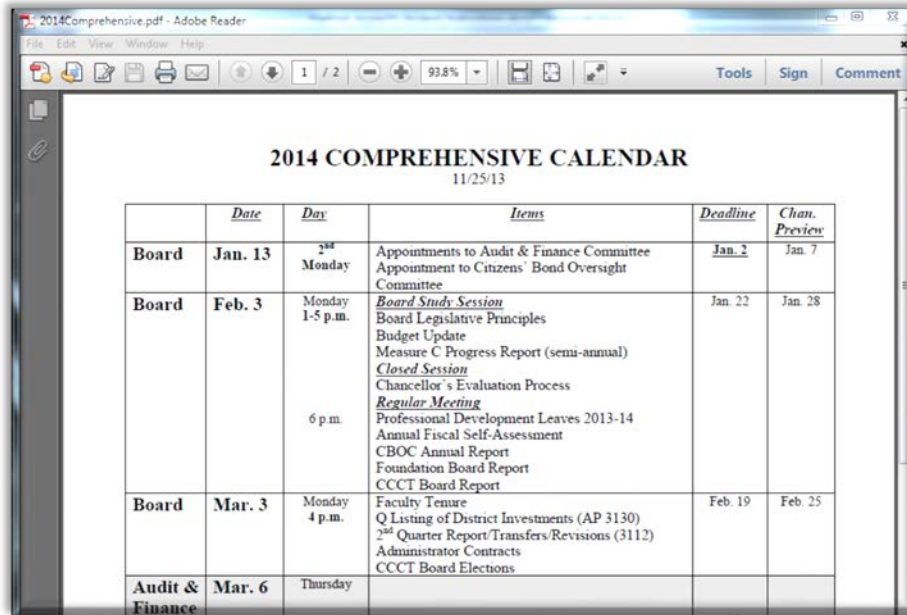 2014Comprehensive.pdf - Adobe Reader
File Edit View Window Help
1 / 2 93.8% Tools Sign Comment
2014 COMPREHENSIVE CALENDAR
11/25/13
Date Day Items Deadline Chan. Preview
Board Jan. 13 2nd Monday Appointments to Audit & Finance Committee Jan. 2 Jan. 7
Appointment to Citizens' Bond Oversight
Committee
Board Feb. 3 Monday Board Study Session Jan. 22 Jan. 28
1-5 p.m. Board Legislative Principles
Budget Update
Measure C Progress Report (semi-annual)
Closed Session
Chancellor's Evaluation Process
Regular Meeting
6 p.m. Professional Development Leaves 2013-14
Annual Fiscal Self-Assessment
CBOC Annual Report
Foundation Board Report
CCCT Board Report
Board Mar. 3 Monday Faculty Tenure Feb. 19 Feb. 25
4 p.m. Q Listing of District Investments (AP 3130)
2nd Quarter Report/Transfers/Revisions (3112)
Administrator Contracts
CCCT Board Elections
Audit & Mar. 6 Thursday
Finance